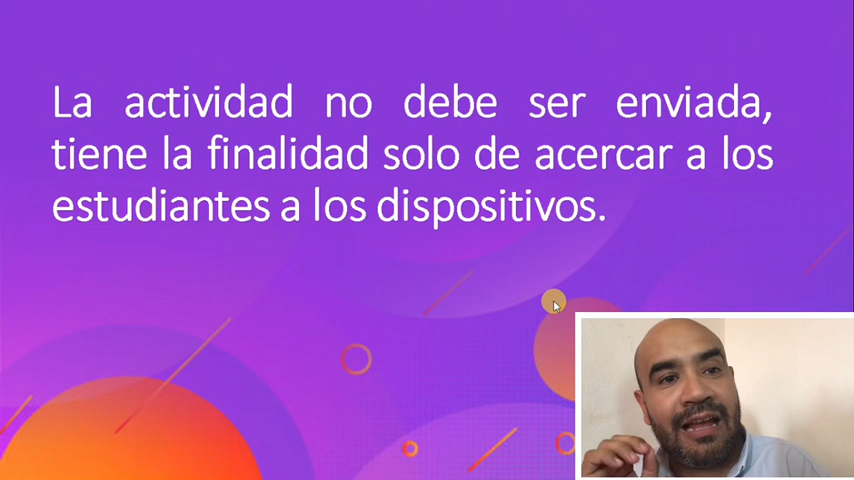 La actividad no debe ser enviada,
tiene la finalidad solo de acercar a los
estudiantes a los dispositivos.